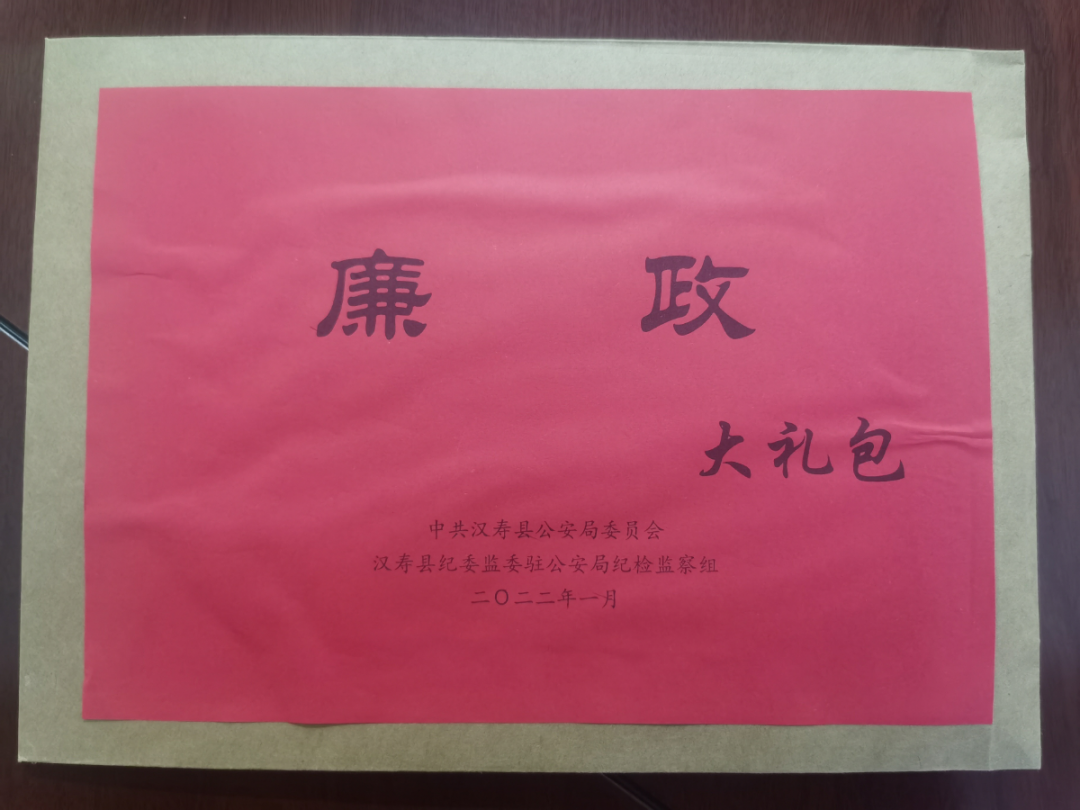 廉政
大礼包
中共汉寿县公安局委员会
汉寿县纪委监委驻公安局纪检监察组
二〇二二年一月